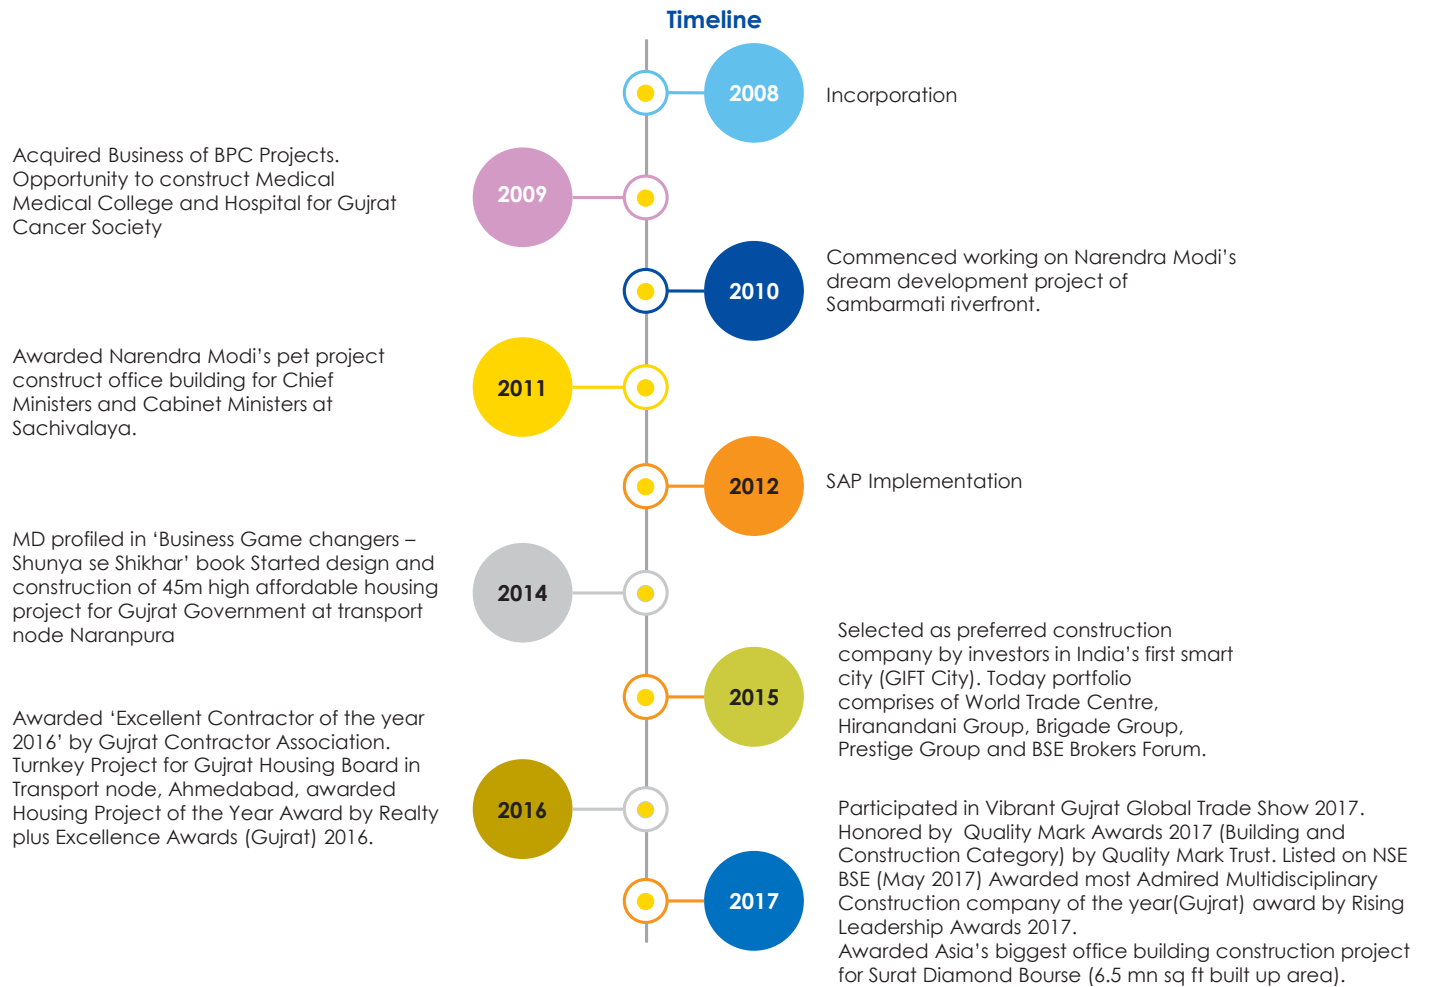 Timeline
2008
Incorporation
Acquired Business of BPC Projects.
Opportunity to construct Medical
Medical College and Hospital for Gujrat
Cancer Society
2009
2010
Commenced working on Narendra Modi’s
dream development project of
Sambarmati riverfront.
Awarded Narendra Modi’s pet project
construct office building for Chief
Ministers and Cabinet Ministers at
Sachivalaya.
2011
2012
SAP Implementation
MD profiled in ‘Business Game changers –
Shunya se Shikhar’ book Started design and
construction of 45m high affordable housing
project for Gujrat Government at transport
node Naranpura
2014
2015
Selected as preferred construction
company by investors in India’s first smart
city (GIFT City). Today portfolio
comprises of World Trade Centre,
Hiranandani Group, Brigade Group,
Prestige Group and BSE Brokers Forum.
Awarded ‘Excellent Contractor of the year
2016’ by Gujrat Contractor Association.
Turnkey Project for Gujrat Housing Board in
Transport node, Ahmedabad, awarded
Housing Project of the Year Award by Realty
plus Excellence Awards (Gujrat) 2016.
2016
2017
Participated in Vibrant Gujrat Global Trade Show 2017.
Honored by  Quality Mark Awards 2017 (Building and
Construction Category) by Quality Mark Trust. Listed on NSE
BSE (May 2017) Awarded most Admired Multidisciplinary
Construction company of the year(Gujrat) award by Rising
Leadership Awards 2017.
Awarded Asia’s biggest office building construction project
for Surat Diamond Bourse (6.5 mn sq ft built up area).